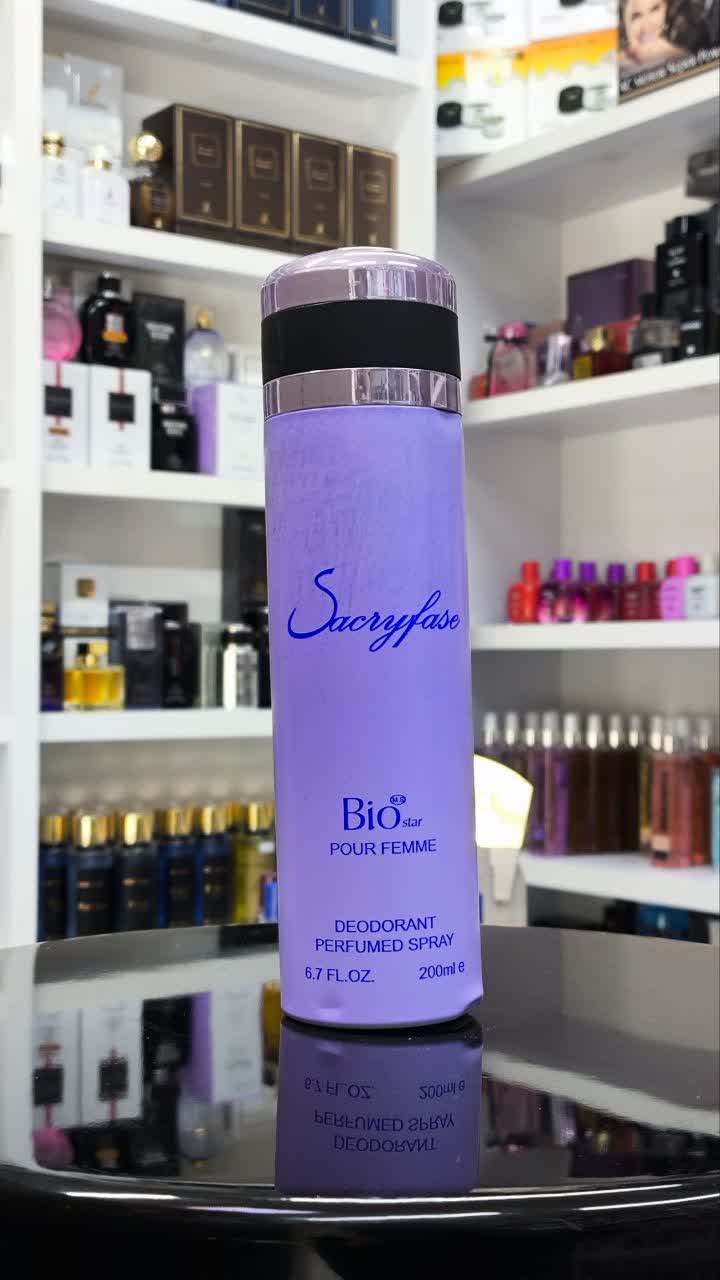 Sacryfase
Bio M.G star
POUR FEMME
DEODORANT
PERFUMED SPRAY
6.7 FL.OZ. 200ml e